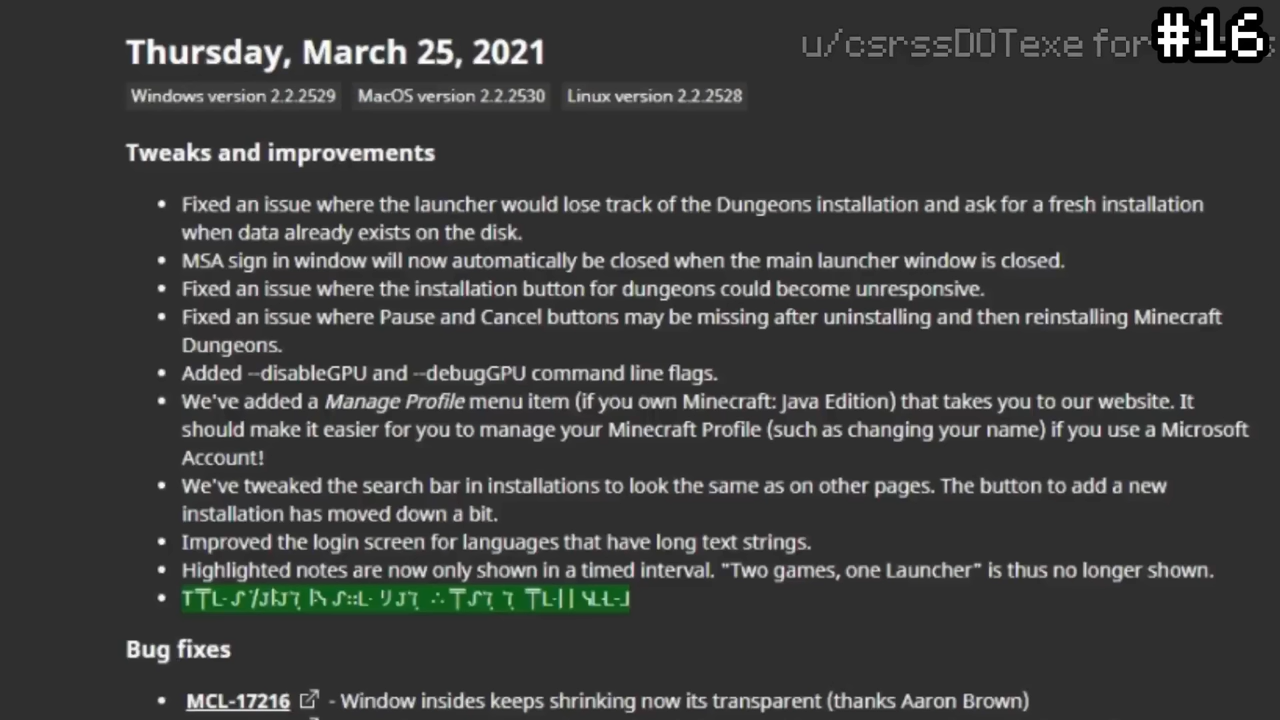 #16
u/csrssDOTexe for
Thursday, March 25, 2021
Windows version 2.2.2529 MacOS version 2.2.2530 Linux version 2.2.2528
Tweaks and improvements
• Fixed an issue where the launcher would lose track of the Dungeons installation and ask for a fresh installation
when data already exists on the disk.
• MSA sign in window will now automatically be closed when the main launcher window is closed.
• Fixed an issue where the installation button for dungeons could become unresponsive.
• Fixed an issue where Pause and Cancel buttons may be missing after uninstalling and then reinstalling Minecraft
Dungeons.
• Added --disableGPU and --debugGPU command line flags.
• We've added a Manage Profile menu item (if you own Minecraft: Java Edition) that takes you to our website. It
should make it easier for you to manage your Minecraft Profile (such as changing your name) if you use a Microsoft
Account!
• We've tweaked the search bar in installations to look the same as on other pages. The button to add a new
installation has moved down a bit.
• Improved the login screen for languages that have long text strings.
• Highlighted notes are now only shown in a timed interval. "Two games, one Launcher" is thus no longer shown.
Bug fixes
• MCL-17216 - Window insides keeps shrinking now its transparent (thanks Aaron Brown)